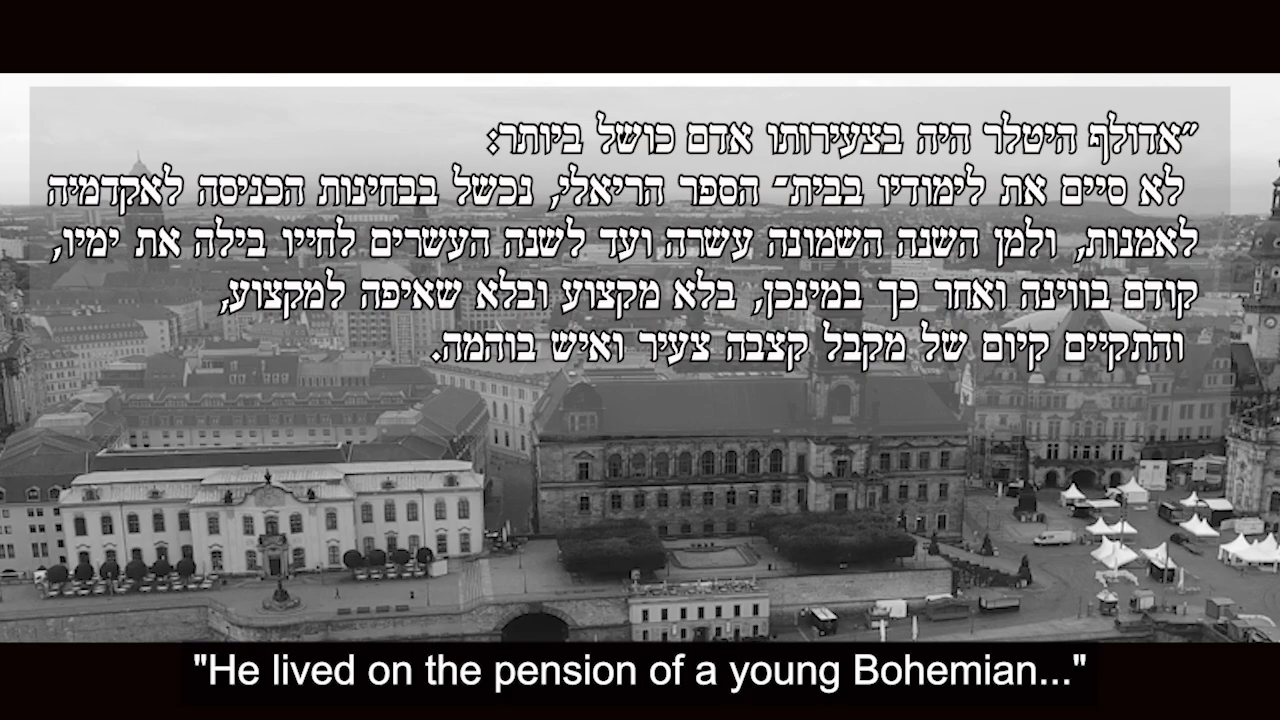 ״אדולף היטלר היה בצעירותו אדם כושל ביותר:
לא סיים את לימודיו בבית־ הספר הריאלי, נכשל בבחינות הכניסה לאקדמיה
לאמנות, ולמן השנה השמונה עשרה ועד לשנה העשרים לחייו בילה את ימיו,
קודם בווינה ואחר כך במינכן, בלא מקצוע ובלא שאיפה למקצוע,
והתקיים קיום של מקבל קצבה צעיר ואיש בוהמה.
"He lived on the pension of a young Bohemian..."